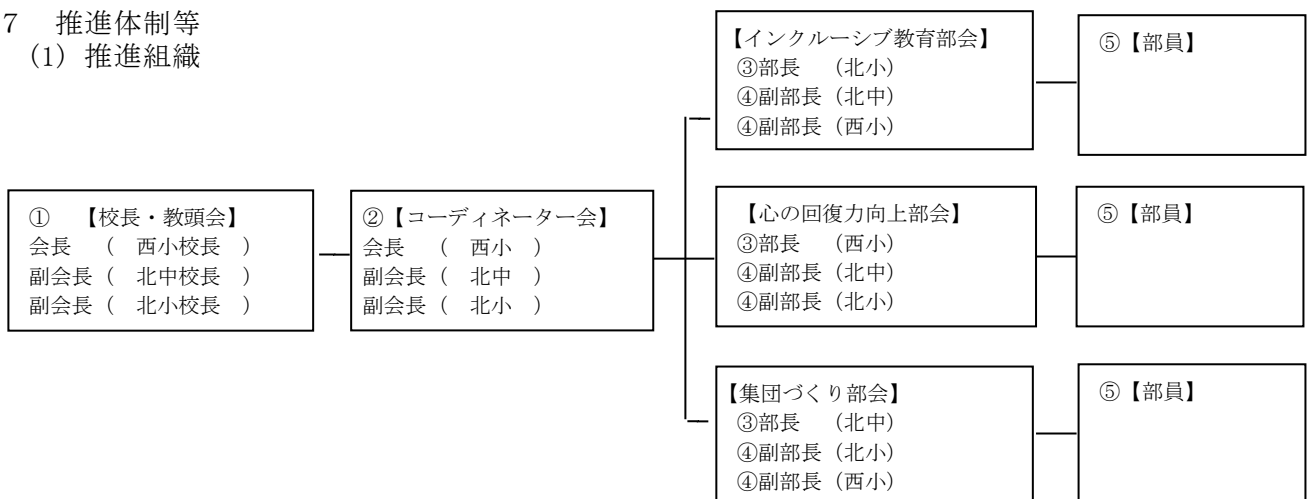 7　推進体制等
(1) 推進組織
①　【校長・教頭会】
会長　（　西小校長　）
副会長（　北中校長　）
副会長（　北小校長　）
②【コーディネーター会】
会長　（　西小　）
副会長（　北中　）
副会長（　北小　）
【インクルーシブ教育部会】
③部長　（北小）
④副部長（北中）
④副部長（西小）
⑤【部員】
【心の回復力向上部会】
③部長　（西小）
④副部長（北中）
④副部長（北小）
⑤【部員】
【集団づくり部会】
③部長　（北中）
④副部長（北小）
④副部長（西小）
⑤【部員】